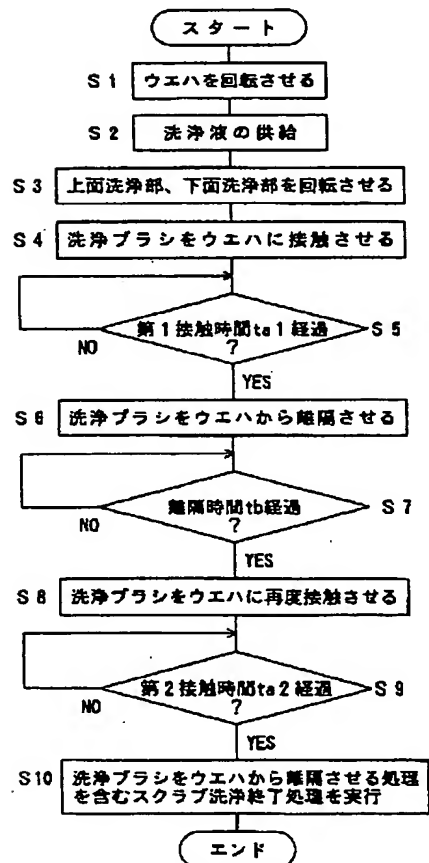 スタート
S1 ウエハを回転させる
S2 洗浄液の供給
S3 上面洗浄部、下面洗浄部を回転させる
S4 洗浄ブラシをウエハに接触させる
第1接触時間ta1経過 S5
?
NO
YES
S6 洗浄ブラシをウエハから離隔させる
離隔時間tb経過 S7
?
NO
YES
S8 洗浄ブラシをウエハに再度接触させる
第2接触時間ta2経過 S9
?
NO
YES
S10 洗浄ブラシをウエハから離隔させる処理
を含むスクラブ洗浄終了処理を実行
エンド